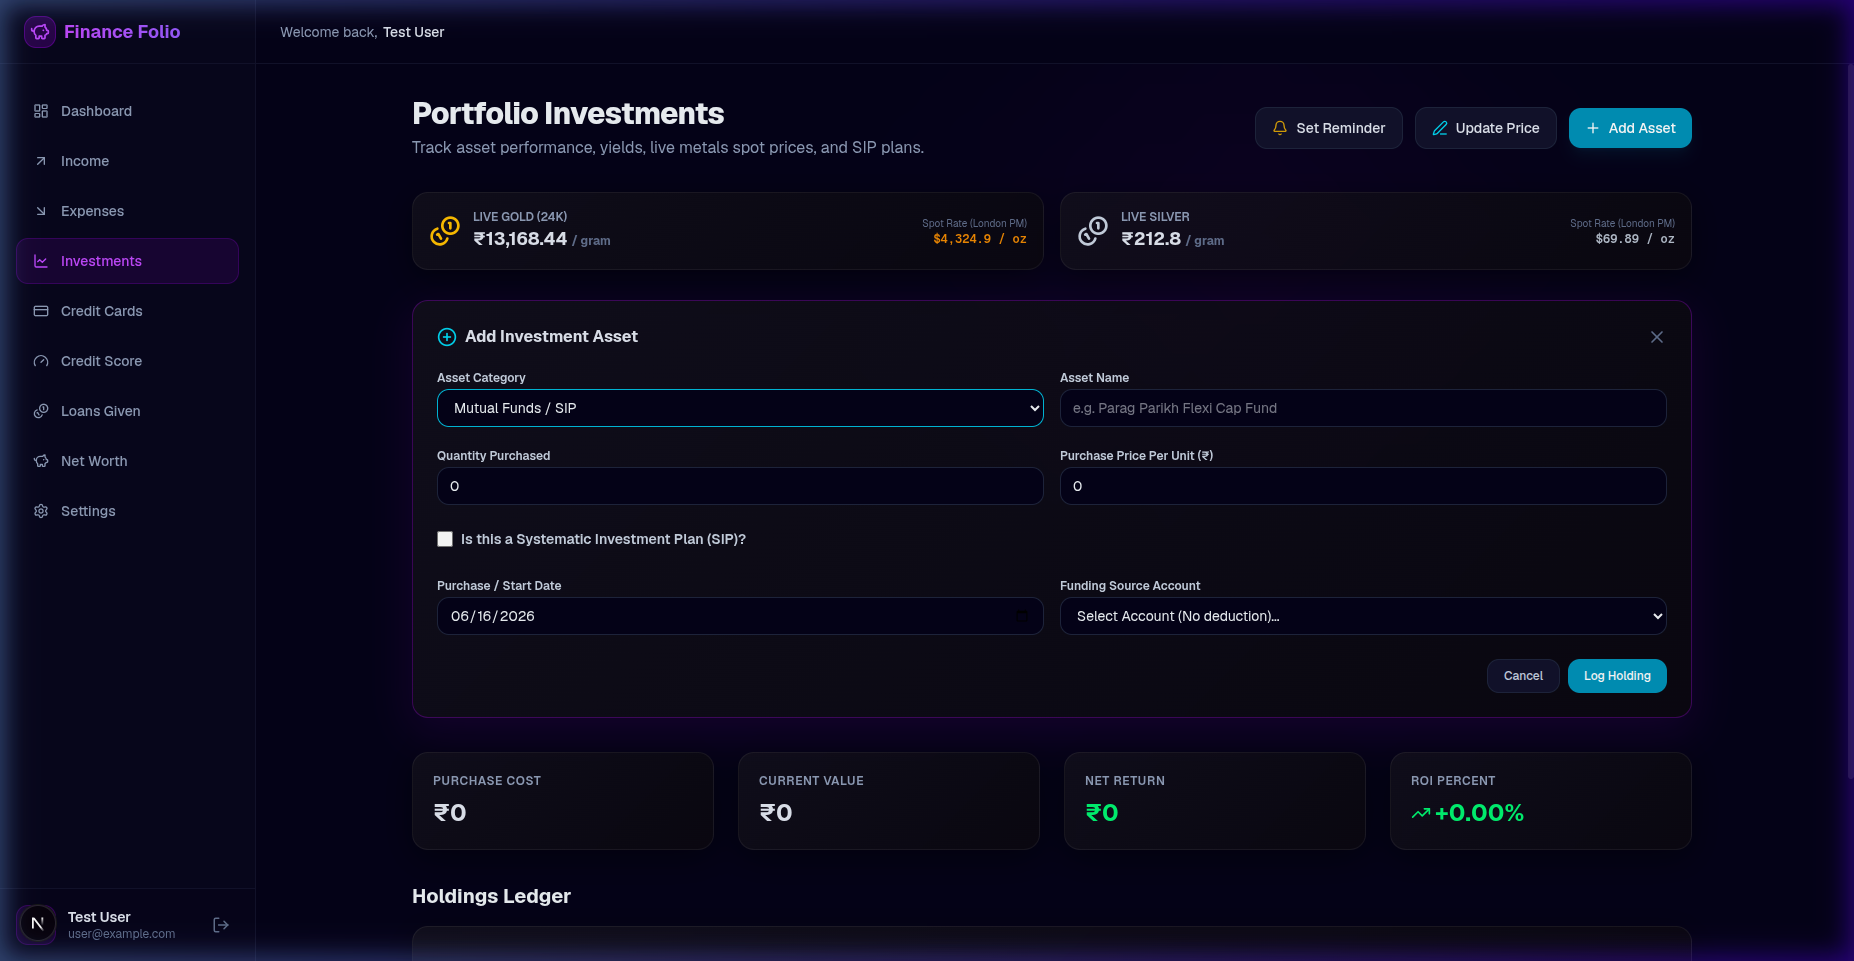 Finance Folio
Welcome back, Test User
Dashboard
Income
Expenses
Investments
Credit Cards
Credit Score
Loans Given
Net Worth
Settings
Portfolio Investments
Track asset performance, yields, live metals spot prices, and SIP plans.
Set Reminder
Update Price
Add Asset
LIVE GOLD (24K)
₹13,168.44 / gram
Spot Rate (London PM)
$4,324.9 / oz
LIVE SILVER
₹212.8 / gram
Spot Rate (London PM)
$69.89 / oz
Add Investment Asset
Asset Category
Mutual Funds / SIP
Asset Name
e.g. Parag Parikh Flexi Cap Fund
Quantity Purchased
0
Purchase Price Per Unit (₹)
0
Is this a Systematic Investment Plan (SIP)?
Purchase / Start Date
06/16/2026
Funding Source Account
Select Account (No deduction)...
Cancel
Log Holding
PURCHASE COST
₹0
CURRENT VALUE
₹0
NET RETURN
₹0
ROI PERCENT
+0.00%
Holdings Ledger
N
Test User
user@example.com